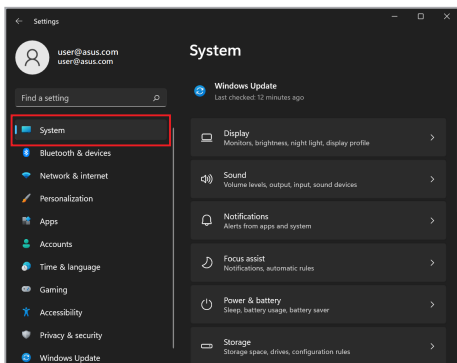 Settings
user@asus.com
user@asus.com
Find a setting
System
Bluetooth & devices
Network & internet
Personalization
Apps
Accounts
Time & language
Gaming
Accessibility
Privacy & security
Windows Update
System
Windows Update
Last checked: 12 minutes ago
Display
Monitors, brightness, night light, display profile
Sound
Volume levels, output, input, sound devices
Notifications
Alerts from apps and system
Focus assist
Notifications, automatic rules
Power & battery
Sleep, battery usage, battery saver
Storage
Storage space, drives, configuration rules